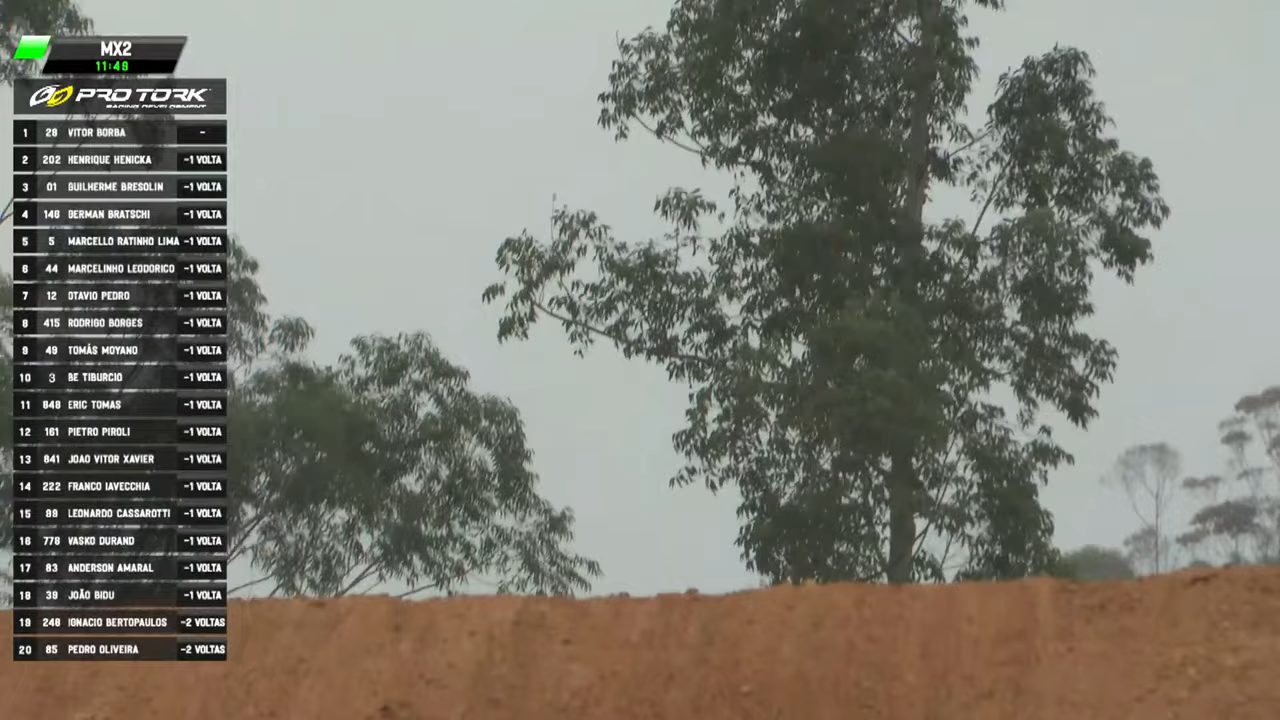 MX2
11:49
PRO TORK
RACING DEVELOPMENT
1 28 VITOR BORBA -
2 202 HENRIQUE HENICKA -1 VOLTA
3 01 GUILHERME BRESOLIN -1 VOLTA
4 146 GERMAN BRATSCHI -1 VOLTA
5 5 MARCELLO RATINHO LIMA -1 VOLTA
6 44 MARCELINHO LEODORICO -1 VOLTA
7 12 OTAVIO PEDRO -1 VOLTA
8 415 RODRIGO BORGES -1 VOLTA
9 49 TOMÁS MOYANO -1 VOLTA
10 3 BE TIBURCIO -1 VOLTA
11 ERIC TOMAS -1 VOLTA
12 161 PIETRO PIROLI -1 VOLTA
13 841 JOAO VITOR XAVIER -1 VOLTA
14 222 FRANCO IAVECCHIA -1 VOLTA
15 LEONARDO CASSAROTTI -1 VOLTA
16 VASKO DURAND -1 VOLTA
17 83 ANDERSON AMARAL -1 VOLTA
18 JOÃO BIDU -1 VOLTA
19 IGNACIO BERTOPAULOS -2 VOLTAS
20 PEDRO OLIVEIRA -2 VOLTAS